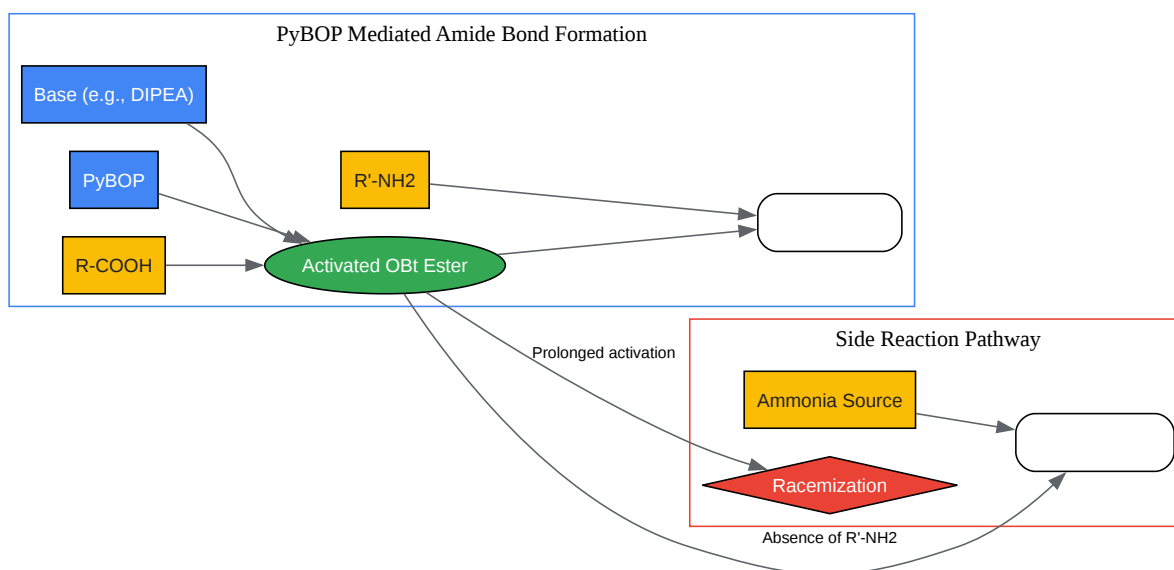 PyBOP Mediated Amide Bond Formation
Base (e.g., DIPEA)
PyBOP
R'-NH2
R-COOH
Activated OBt Ester
Side Reaction Pathway
Prolonged activation
Ammonia Source
Racemization
Absence of R'-NH2